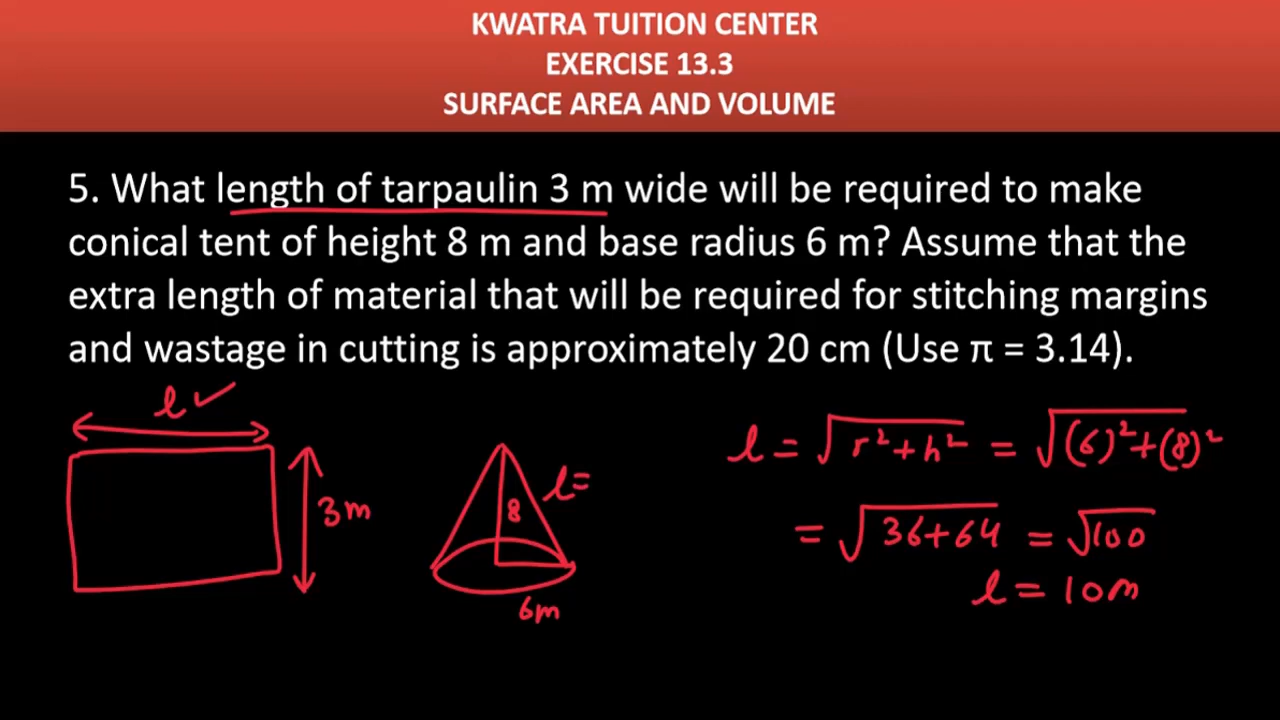 KWATRA TUITION CENTER
EXERCISE 13.3
SURFACE AREA AND VOLUME
5. What length of tarpaulin 3 m wide will be required to make
conical tent of height 8 m and base radius 6 m? Assume that the
extra length of material that will be required for stitching margins
and wastage in cutting is approximately 20 cm (Use π = 3.14).
l ✓
3m
8
l=
6m
l = √r²+h² = √(6)²+(8)²
= √36+64 = √100
l = 10m